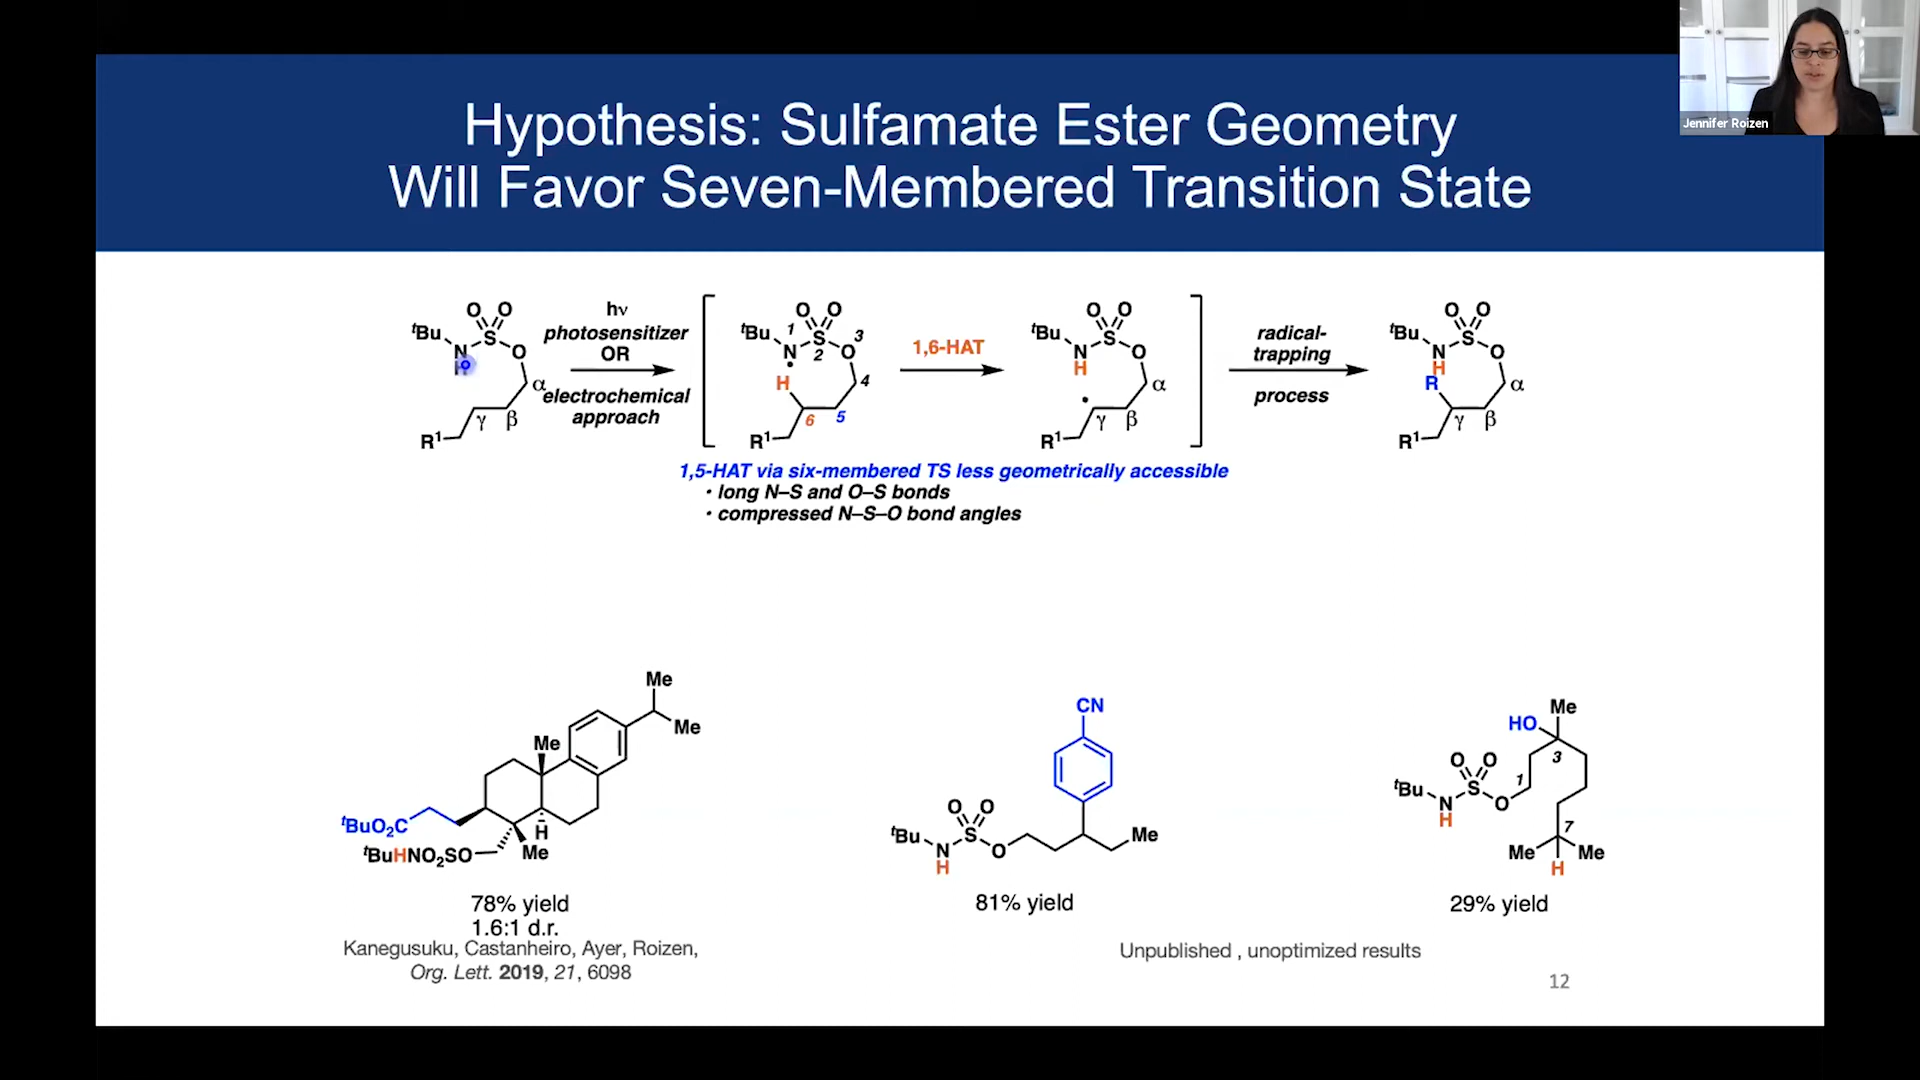 Jennifer Roizen
Hypothesis: Sulfamate Ester Geometry
Will Favor Seven-Membered Transition State
O O
tBu
S
N
H
O
α
β
γ
R1
hν
photosensitizer
OR
electrochemical
approach
O O
tBu
1
S
2
3
N
O
H
4
5
6
R1
1,6-HAT
O O
tBu
S
N
H
O
α
β
γ
R1
radical-
trapping
process
O O
tBu
S
N
H
O
R
α
β
γ
R1
1,5-HAT via six-membered TS less geometrically accessible
• long N–S and O–S bonds
• compressed N–S–O bond angles
Me
Me
Me
tBuO2C
H
tBuHNO2SO
Me
78% yield
1.6:1 d.r.
Kanegusuku, Castanheiro, Ayer, Roizen,
Org. Lett. 2019, 21, 6098
CN
O O
tBu
S
N
H
O
Me
81% yield
Me
HO
3
O O
1
tBu
S
N
H
O
7
Me
Me
H
29% yield
Unpublished , unoptimized results
12